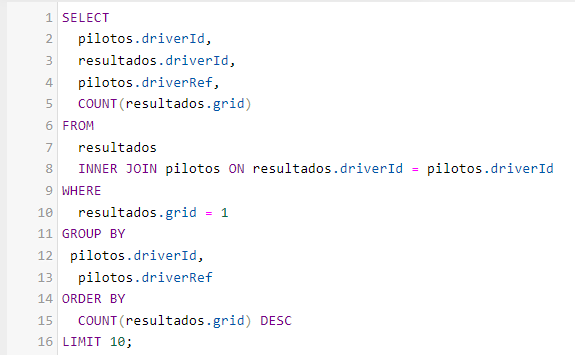 1 SELECT
2 pilotos.driverId,
3 resultados.driverId,
4 pilotos.driverRef,
5 COUNT(resultados.grid)
6 FROM
7 resultados
8 INNER JOIN pilotos ON resultados.driverId = pilotos.driverId
9 WHERE
10 resultados.grid = 1
11 GROUP BY
12 pilotos.driverId,
13 pilotos.driverRef
14 ORDER BY
15 COUNT(resultados.grid) DESC
16 LIMIT 10;